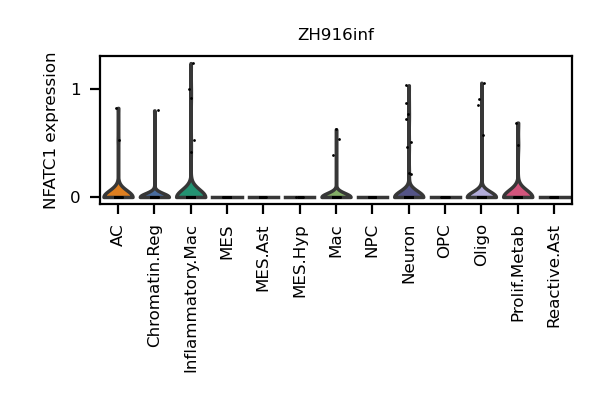 ZH916inf
NFATC1 expression
1
0
AC
Chromatin.Reg
Inflammatory.Mac
MES
MES.Ast
MES.Hyp
Mac
NPC
Neuron
OPC
Oligo
Prolif.Metab
Reactive.Ast